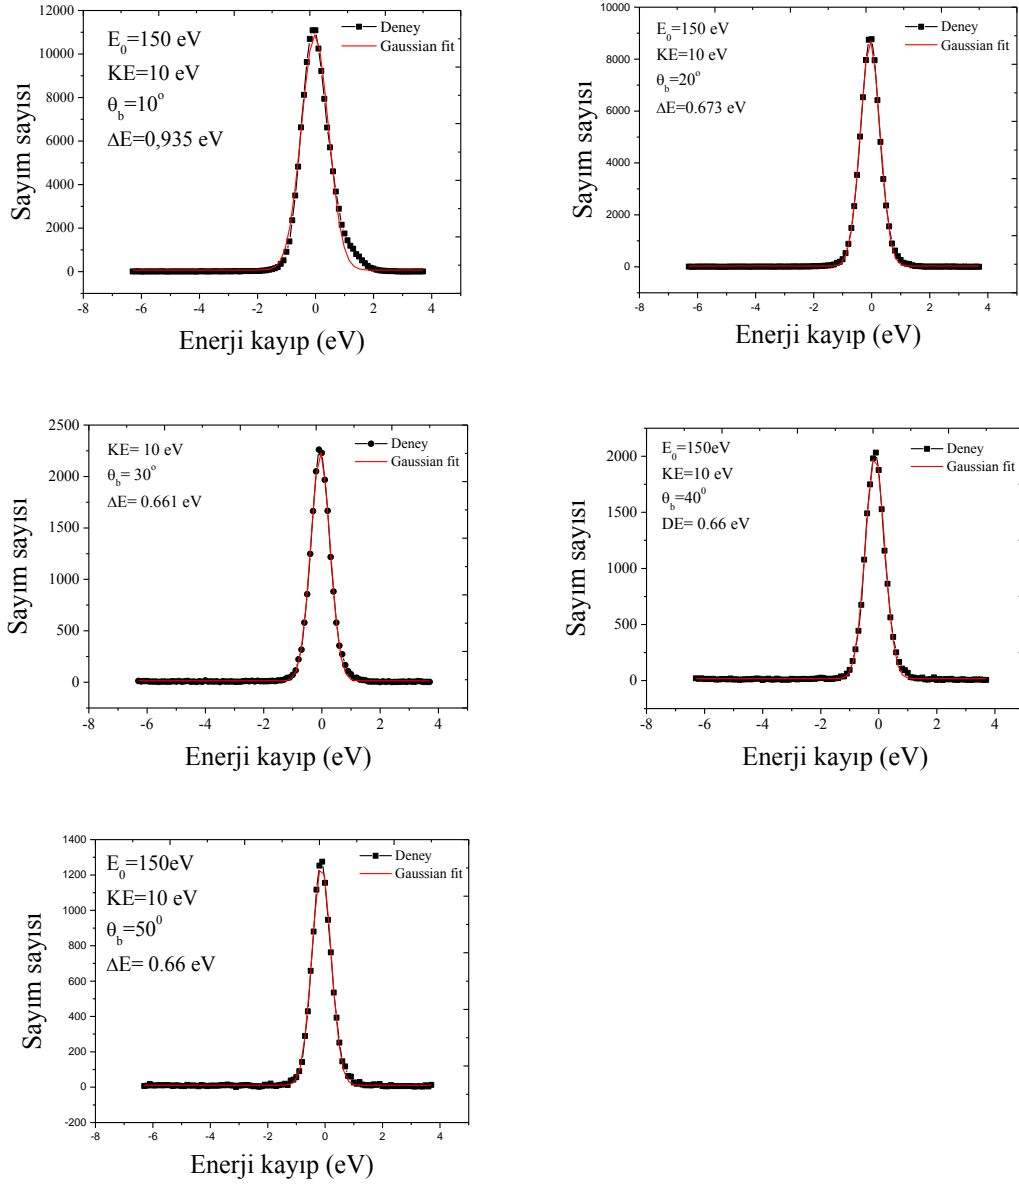 12000
10000
8000
6000
4000
2000
0
-2000
Sayım sayısı
E0=150 eV
KE=10 eV
θb=10°
ΔE=0,935 eV
Deney
Gaussian fit
-8 -6 -4 -2 0 2 4
Enerji kayıp (eV)
10000
8000
6000
4000
2000
0
Sayım sayısı
E0=150 eV
KE=10 eV
θb=20°
ΔE=0.673 eV
Deney
Gaussian fit
-8 -6 -4 -2 0 2 4
Enerji kayıp (eV)
2500
2000
1500
1000
500
0
Sayım sayısı
KE= 10 eV
θb= 30°
ΔE= 0.661 eV
Deney
Gaussian fit
-8 -6 -4 -2 0 2 4
Enerji kayıp (eV)
2000
1500
1000
500
0
Sayım sayısı
E0=150eV
KE=10 eV
θb=40⁰
DE= 0.66 eV
Deney
Gaussian fit
-8 -6 -4 -2 0 2 4
Enerji kayıp (eV)
1400
1200
1000
800
600
400
200
0
-200
Sayım sayısı
E0=150eV
KE=10 eV
θb=50⁰
ΔE= 0.66 eV
Deney
Gaussian fit
-8 -6 -4 -2 0 2 4
Enerji kayıp (eV)